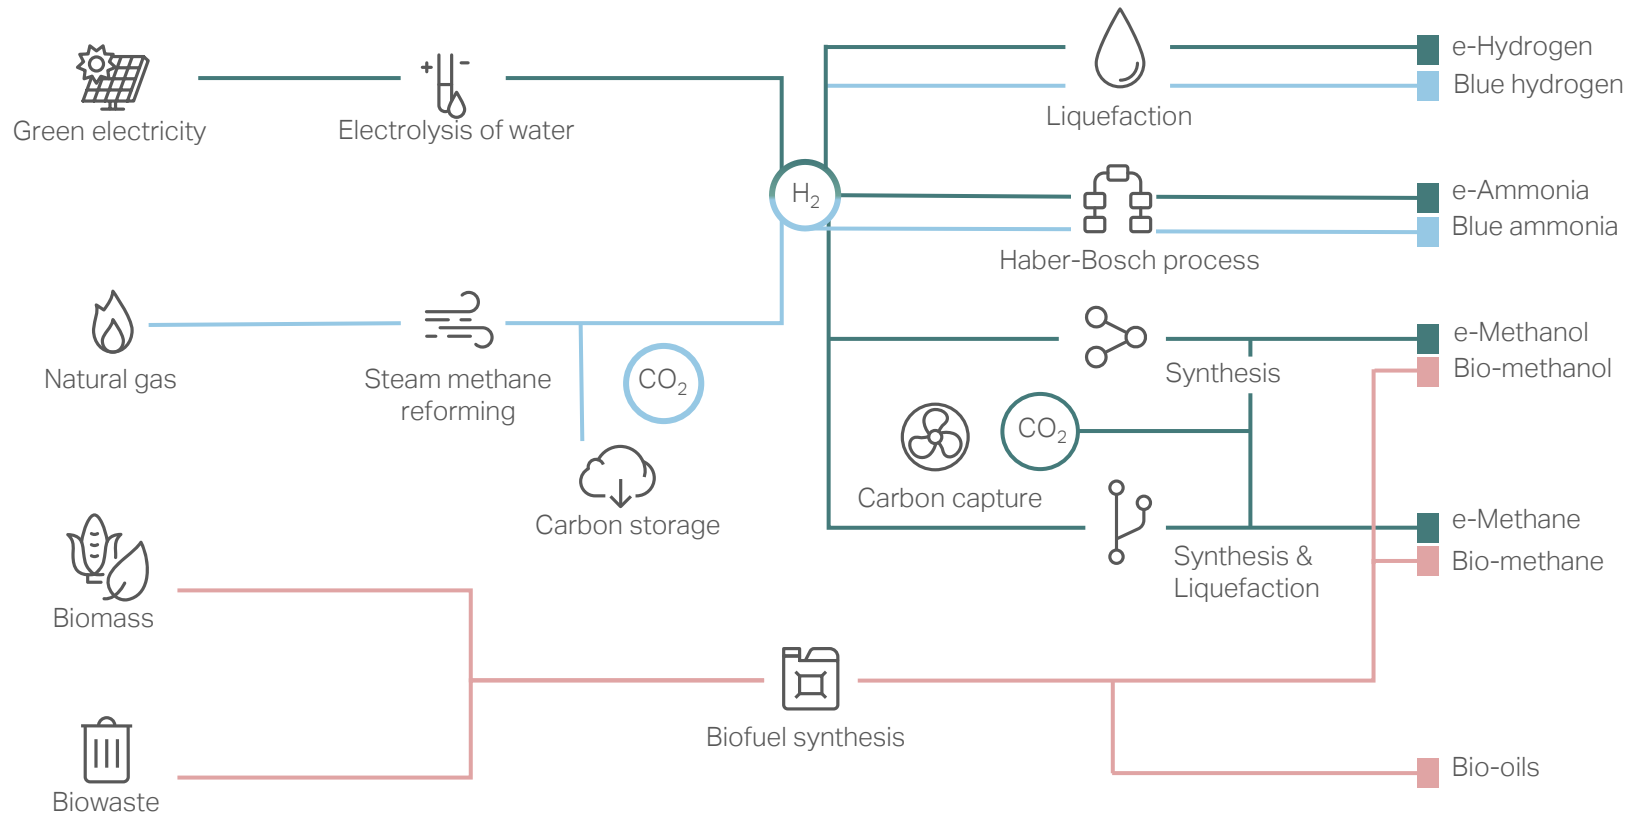 e-Hydrogen
Blue hydrogen
Liquefaction
Green electricity
+ -
Electrolysis of water
H2
e-Ammonia
Blue ammonia
Haber-Bosch process
Natural gas
Steam methane
reforming
CO2
Carbon storage
e-Methanol
Bio-methanol
Synthesis
CO2
Carbon capture
e-Methane
Bio-methane
Synthesis &
Liquefaction
Biomass
Biofuel synthesis
Biowaste
Bio-oils